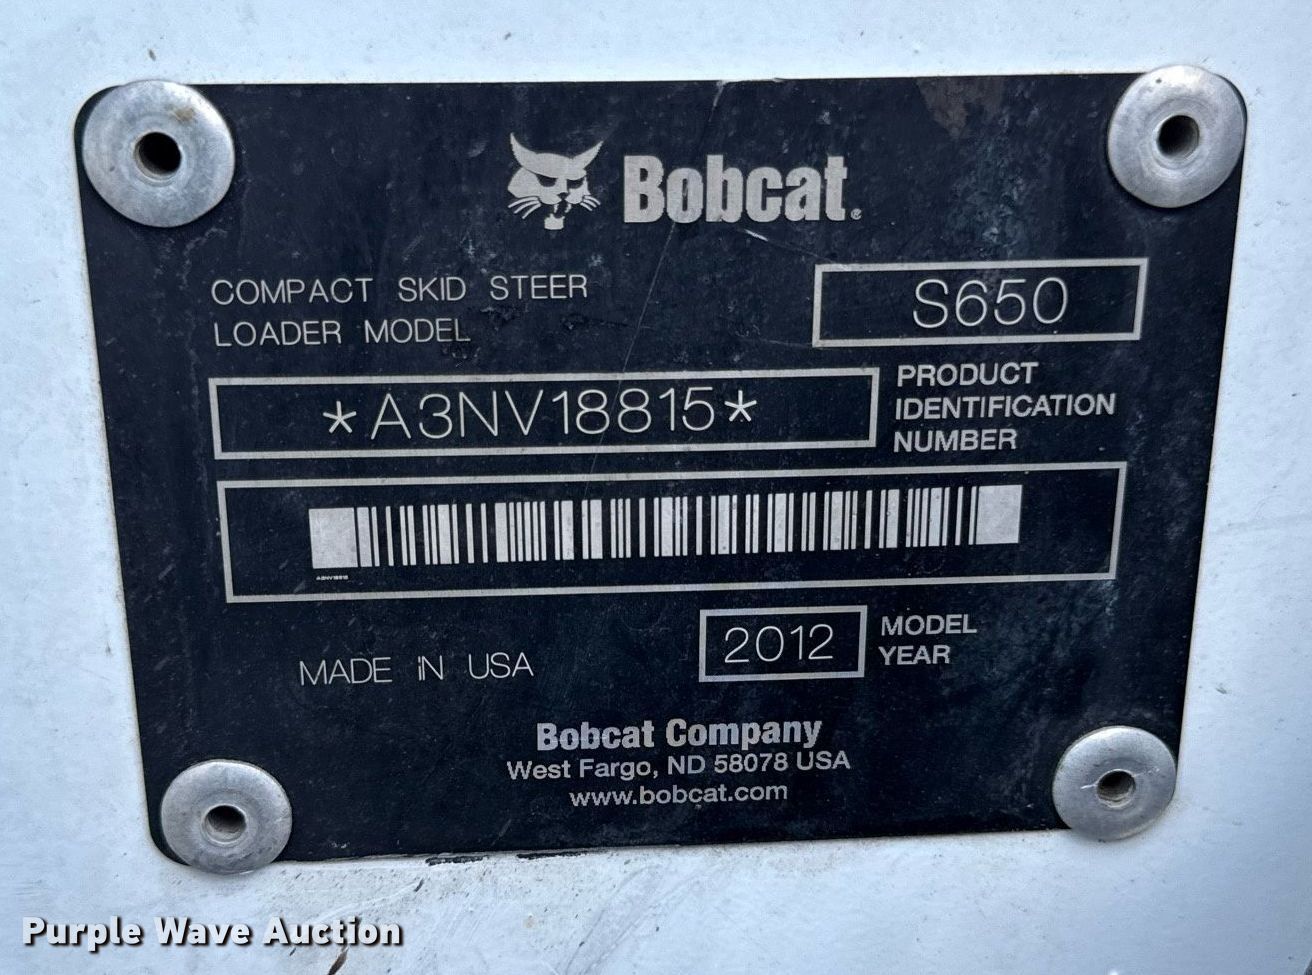 Bobcat®
COMPACT SKID STEER
LOADER MODEL
S650
*A3NV18815*
PRODUCT
IDENTIFICATION
NUMBER
A3NV18815
MADE IN USA
2012
MODEL
YEAR
Bobcat Company
West Fargo, ND 58078 USA
www.bobcat.com
Purple Wave Auction